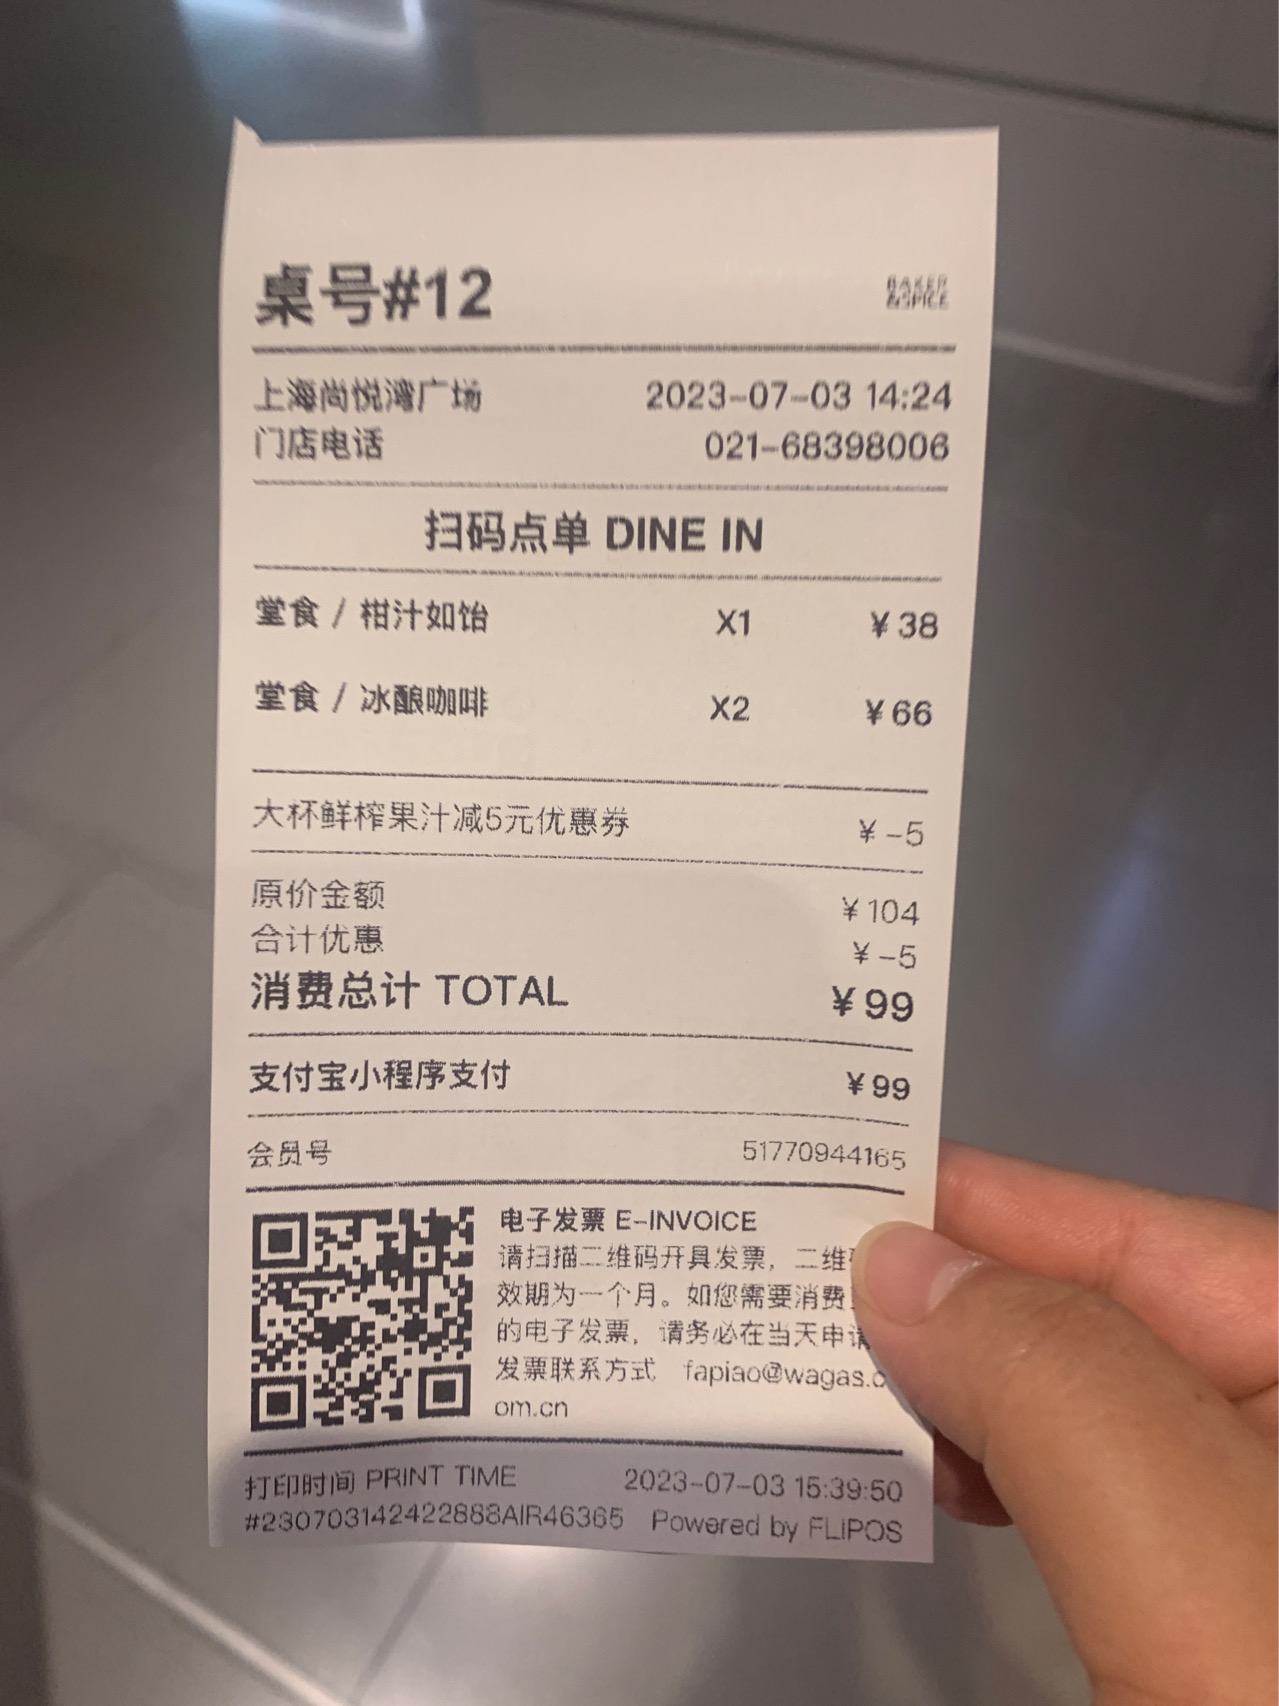 桌号#12
BAKER
&SPICE
上海尚悦湾广场 2023-07-03 14:24
门店电话 021-68398006
扫码点单 DINE IN
堂食 / 柑汁如饴 X1 ¥38
堂食 / 冰酿咖啡 X2 ¥66
大杯鲜榨果汁减5元优惠券 ¥-5
原价金额 ¥104
合计优惠 ¥-5
消费总计 TOTAL ¥99
支付宝小程序支付 ¥99
会员号 51770944165
电子发票 E-INVOICE
请扫描二维码开具发票，二维
效期为一个月。如您需要消费
的电子发票，请务必在当天申请
发票联系方式 fapiao@wagas.c
om.cn
打印时间 PRINT TIME 2023-07-03 15:39:50
#230703142422888AIR46365 Powered by FLIPOS